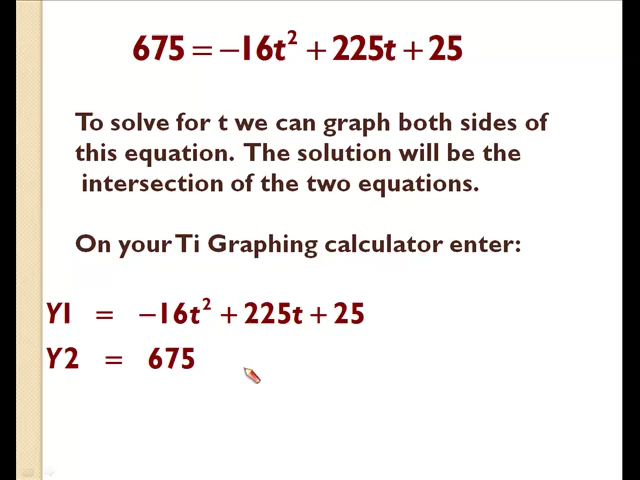 675 = −16t² + 225t + 25
To solve for t we can graph both sides of
this equation. The solution will be the
intersection of the two equations.
On your Ti Graphing calculator enter:
Y1 = −16t² + 225t + 25
Y2 = 675